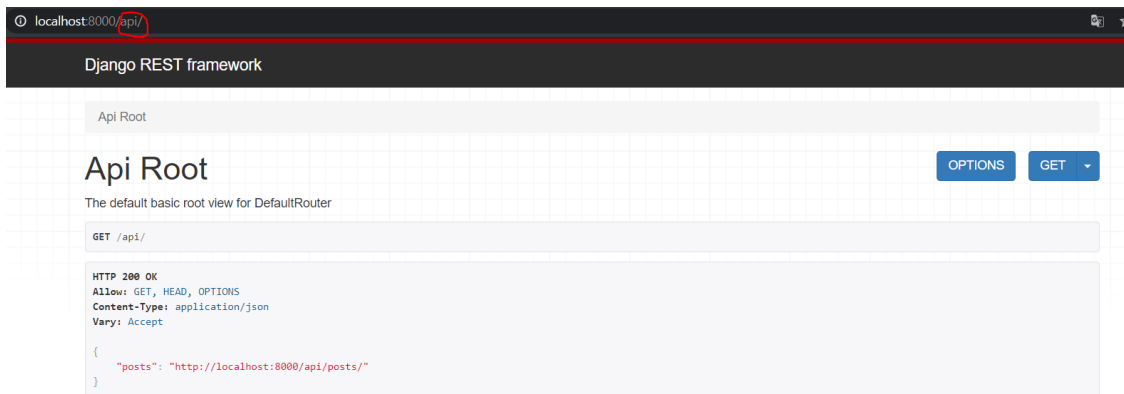 localhost:8000/api/
Django REST framework
Api Root
Api Root
OPTIONS
GET
The default basic root view for DefaultRouter
GET /api/
HTTP 200 OK
Allow: GET, HEAD, OPTIONS
Content-Type: application/json
Vary: Accept
{
    "posts": "http://localhost:8000/api/posts/"
}